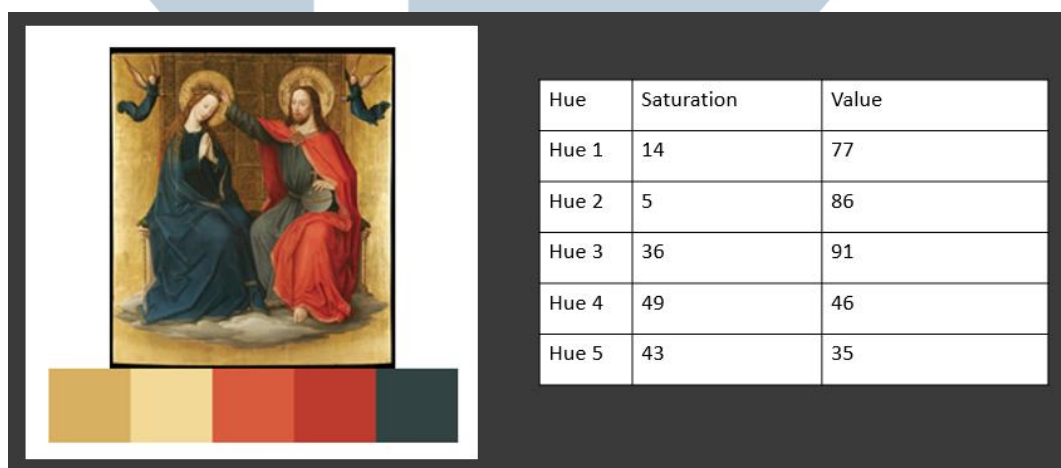 Hue Saturation Value
Hue 1 14 77
Hue 2 5 86
Hue 3 36 91
Hue 4 49 46
Hue 5 43 35